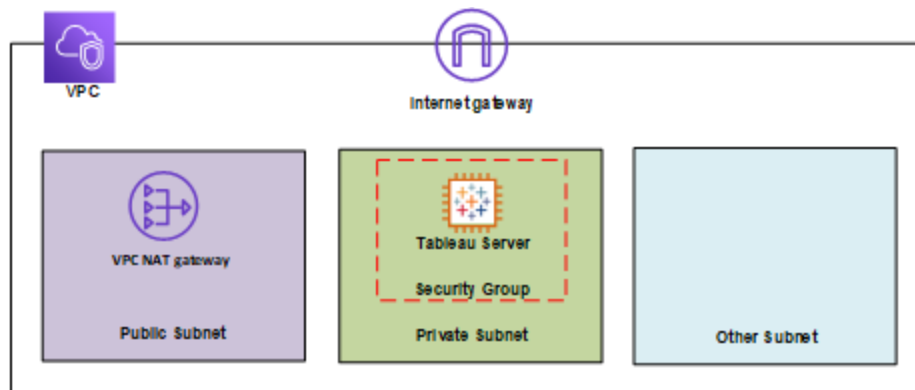 VPC
Internet gateway
VPC NAT gateway
Public Subnet
Tableau Server
Security Group
Private Subnet
Other Subnet